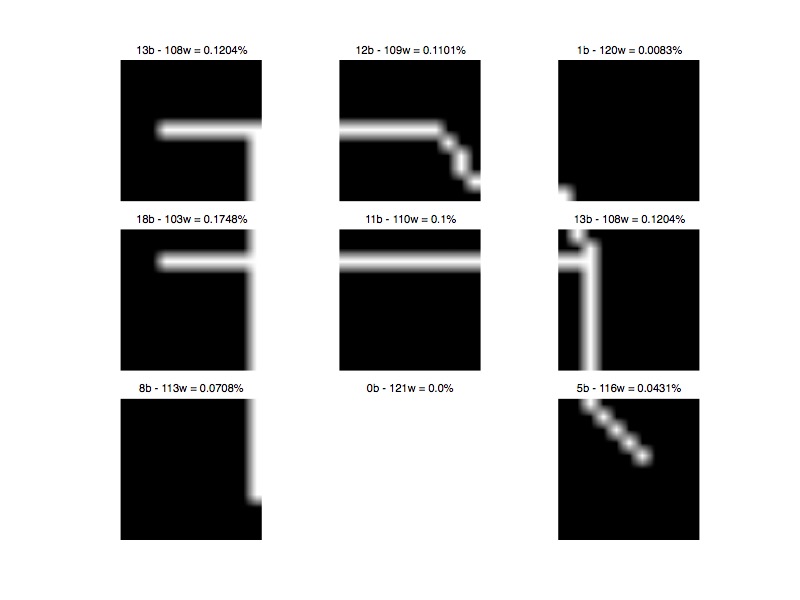 13b - 108w = 0.1204%
12b - 109w = 0.1101%
1b - 120w = 0.0083%
18b - 103w = 0.1748%
11b - 110w = 0.1%
13b - 108w = 0.1204%
8b - 113w = 0.0708%
0b - 121w = 0.0%
5b - 116w = 0.0431%